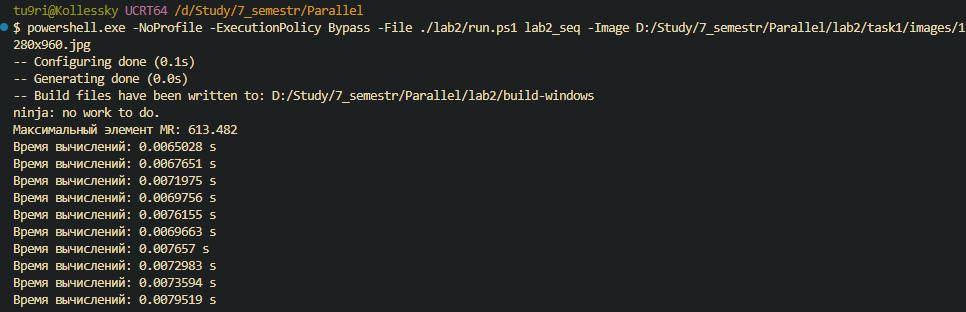 tu9ri@Kollessky UCRT64 /d/Study/7_semestr/Parallel
$ powershell.exe -NoProfile -ExecutionPolicy Bypass -File ./lab2/run.ps1 lab2_seq -Image D:/Study/7_semestr/Parallel/lab2/task1/images/1
280x960.jpg
-- Configuring done (0.1s)
-- Generating done (0.0s)
-- Build files have been written to: D:/Study/7_semestr/Parallel/lab2/build-windows
ninja: no work to do.
Максимальный элемент MR: 613.482
Время вычислений: 0.0065028 s
Время вычислений: 0.0067651 s
Время вычислений: 0.0071975 s
Время вычислений: 0.0069756 s
Время вычислений: 0.0076155 s
Время вычислений: 0.0069663 s
Время вычислений: 0.007657 s
Время вычислений: 0.0072983 s
Время вычислений: 0.0073594 s
Время вычислений: 0.0079519 s